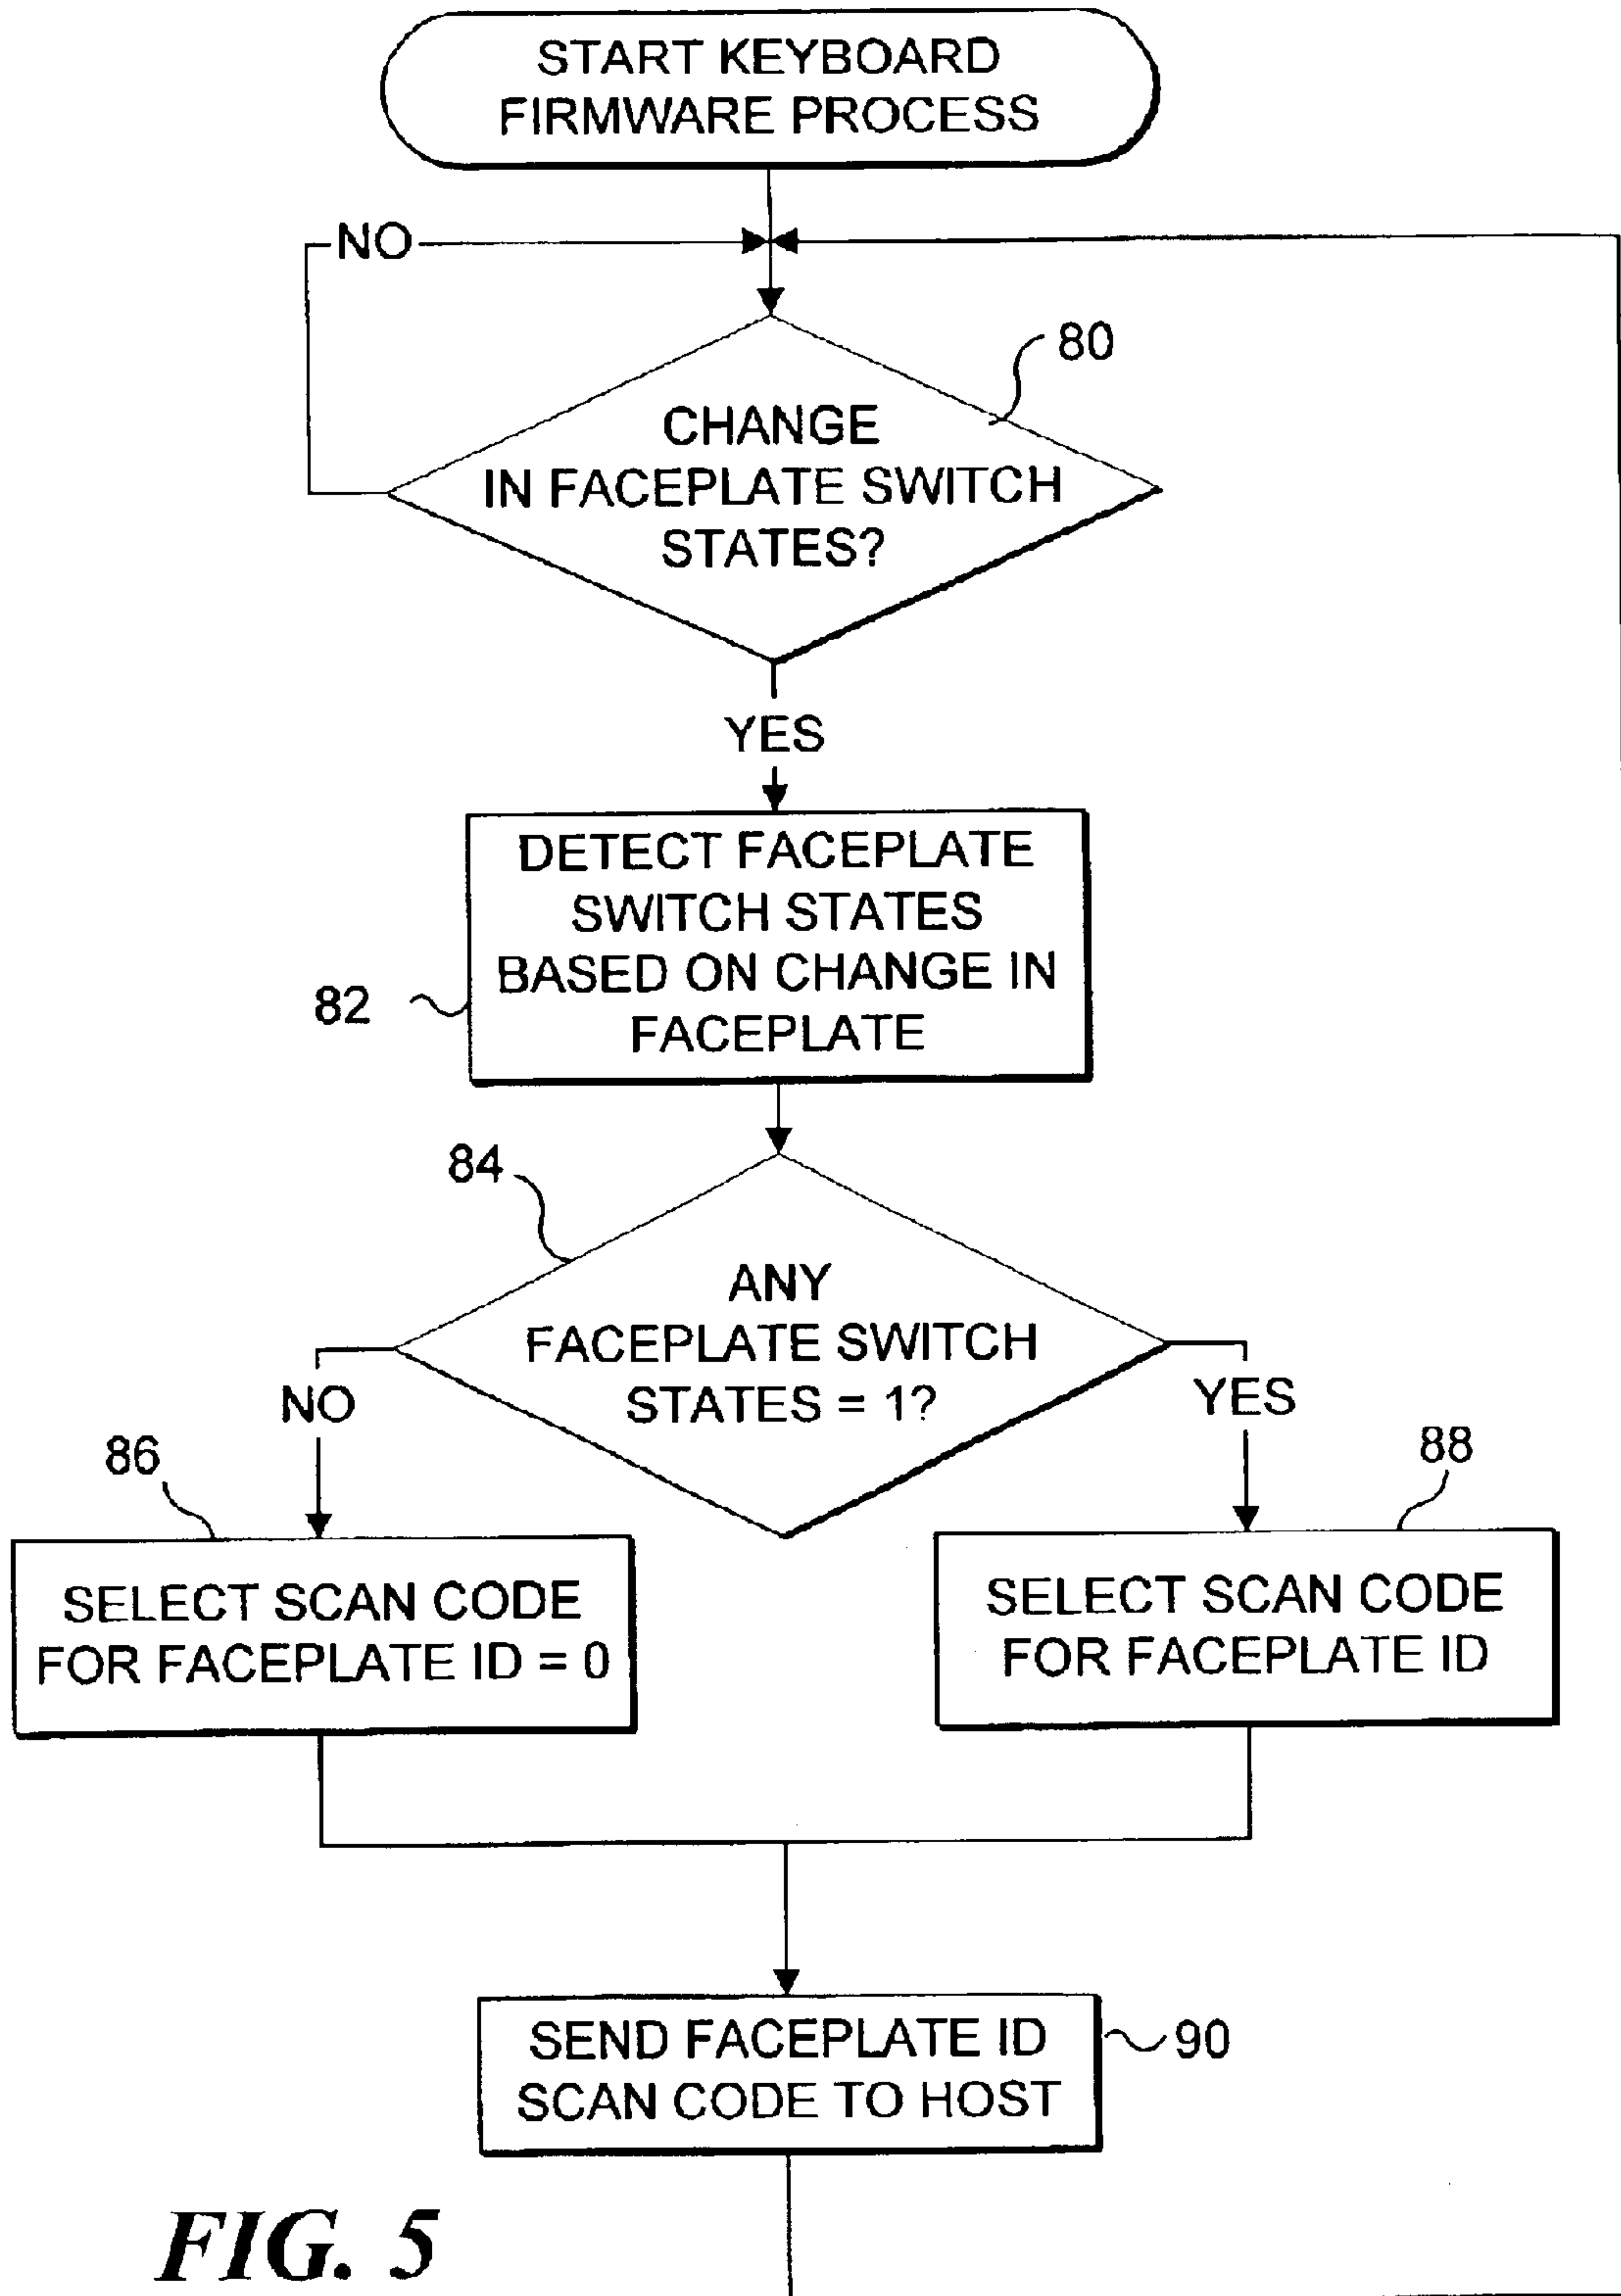 START KEYBOARD
FIRMWARE PROCESS
NO
80
CHANGE
IN FACEPLATE SWITCH
STATES?
YES
DETECT FACEPLATE
SWITCH STATES
BASED ON CHANGE IN
FACEPLATE
82
84
ANY
FACEPLATE SWITCH
STATES = 1?
NO
YES
86
88
SELECT SCAN CODE
FOR FACEPLATE ID = 0
SELECT SCAN CODE
FOR FACEPLATE ID
SEND FACEPLATE ID
SCAN CODE TO HOST
90
FIG. 5